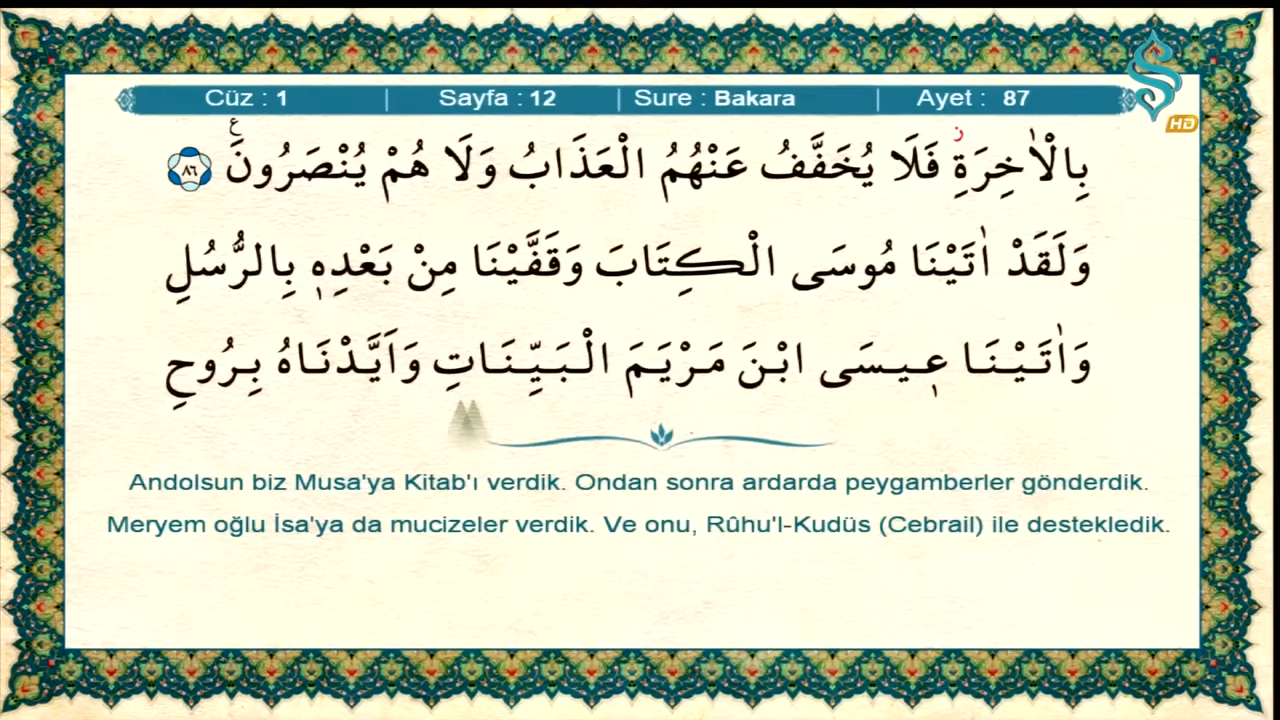 Cüz : 1 | Sayfa : 12 | Sure : Bakara | Ayet : 87
HD
بِالْاٰخِرَةِۘ فَلَا يُخَفَّفُ عَنْهُمُ الْعَذَابُ وَلَا هُمْ يُنْصَرُونَ ﴿٨٦﴾ ع
وَلَقَدْ اٰتَيْنَا مُوسَى الْكِتَابَ وَقَفَّيْنَا مِنْ بَعْدِهٖ بِالرُّسُلِ
وَاٰتَيْنَا عٖيسَى ابْنَ مَرْيَمَ الْبَيِّنَاتِ وَاَيَّدْنَاهُ بِرُوحِ
Andolsun biz Musa'ya Kitab'ı verdik. Ondan sonra ardarda peygamberler gönderdik.
Meryem oğlu İsa'ya da mucizeler verdik. Ve onu, Rûhu'l-Kudüs (Cebrail) ile destekledik.